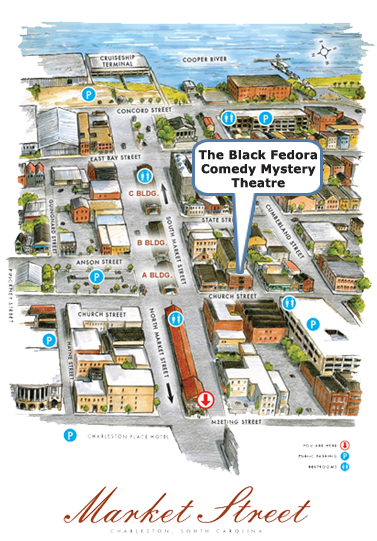 CRUISESHIP
TERMINAL
COOPER RIVER
P
CONCORD STREET
P
EAST BAY STREET
The Black Fedora
Comedy Mystery
Theatre
C BLDG.
GUIGNARD STREET
SOUTH MARKET STREET
STATE ST
CUMBERLAND STREET
B BLDG.
ANSON STREET
A BLDG.
P
PINCKNEY STREET
CHURCH STREET
CHURCH STREET
NORTH MARKET STREET
P
P
HAYNE STREET
MEETING STREET
P
CHARLESTON PLACE HOTEL
YOU ARE HERE
PUBLIC PARKING P
RESTROOMS
Market Street
CHARLESTON, SOUTH CAROLINA